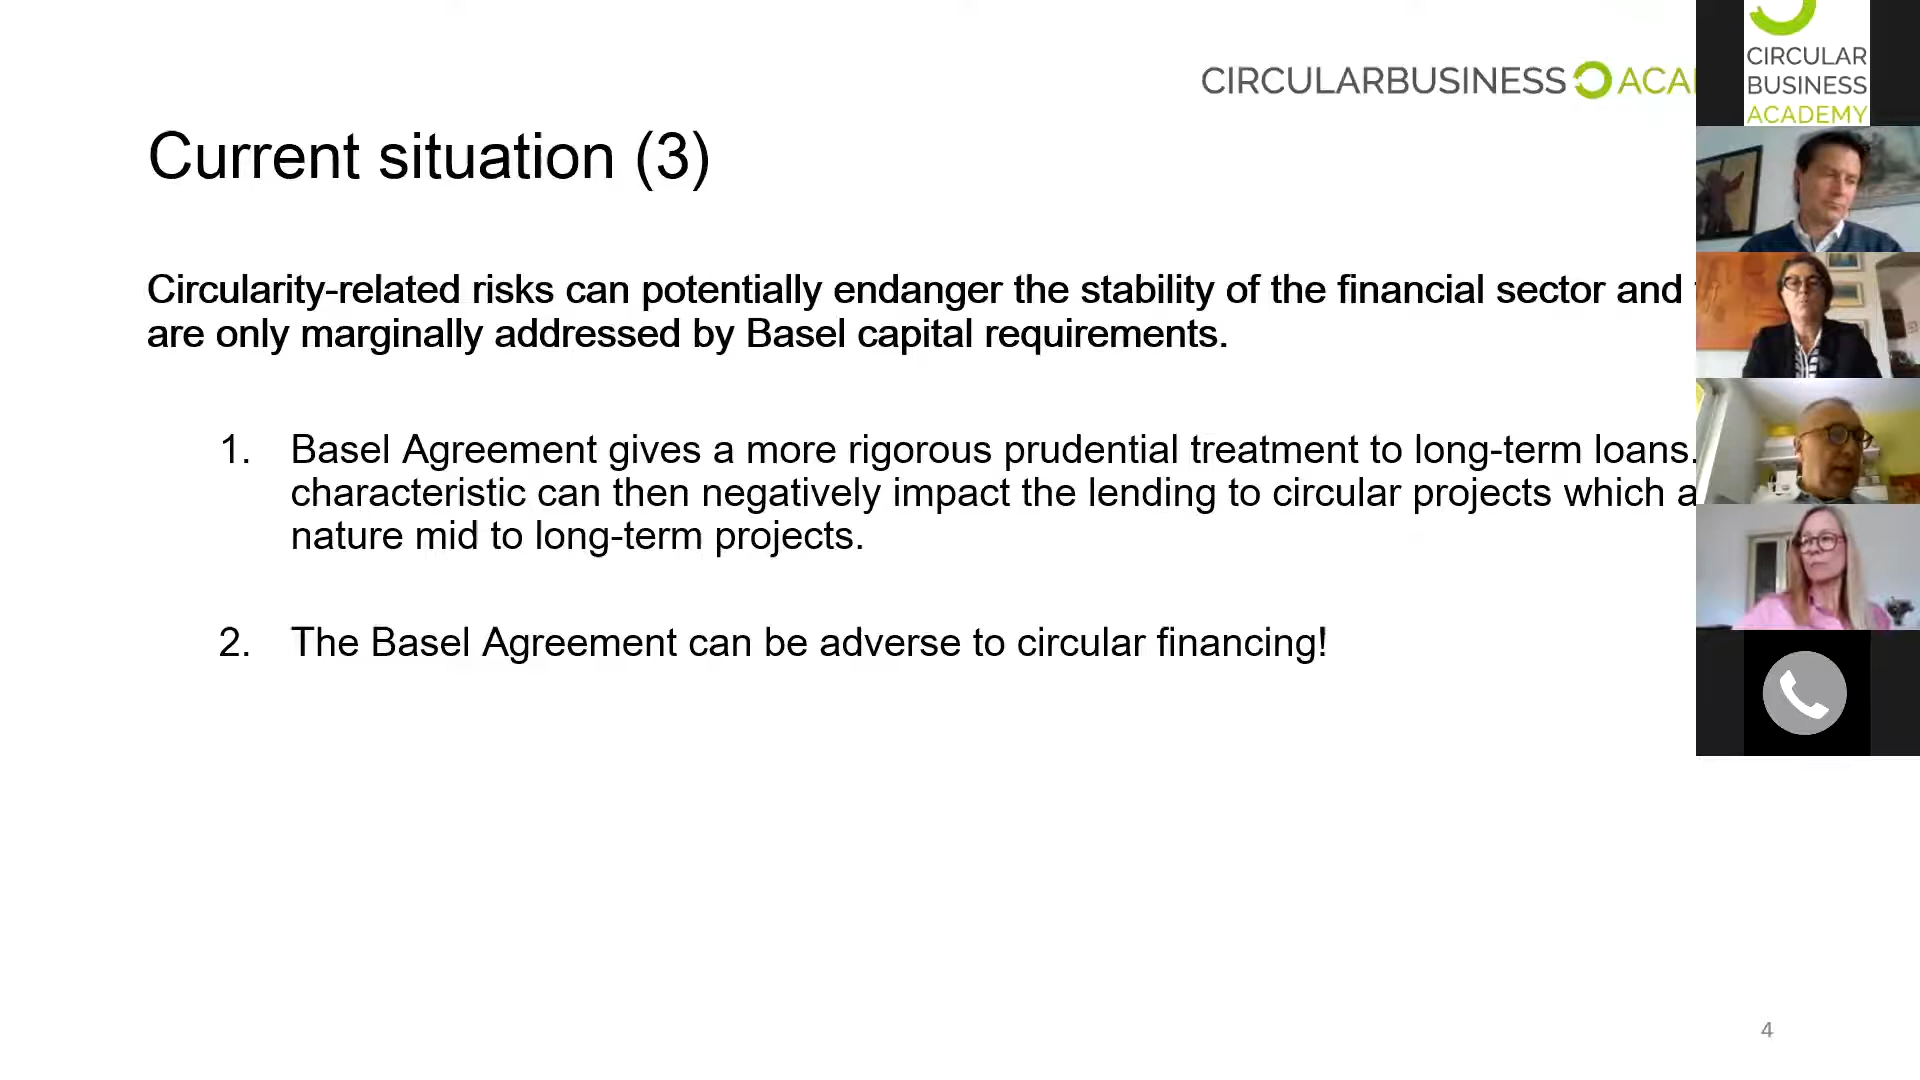 CIRCULARBUSINESS ACA
CIRCULAR
BUSINESS
ACADEMY
Current situation (3)
Circularity-related risks can potentially endanger the stability of the financial sector and
are only marginally addressed by Basel capital requirements.
1. Basel Agreement gives a more rigorous prudential treatment to long-term loans.
characteristic can then negatively impact the lending to circular projects which a
nature mid to long-term projects.
2. The Basel Agreement can be adverse to circular financing!
4